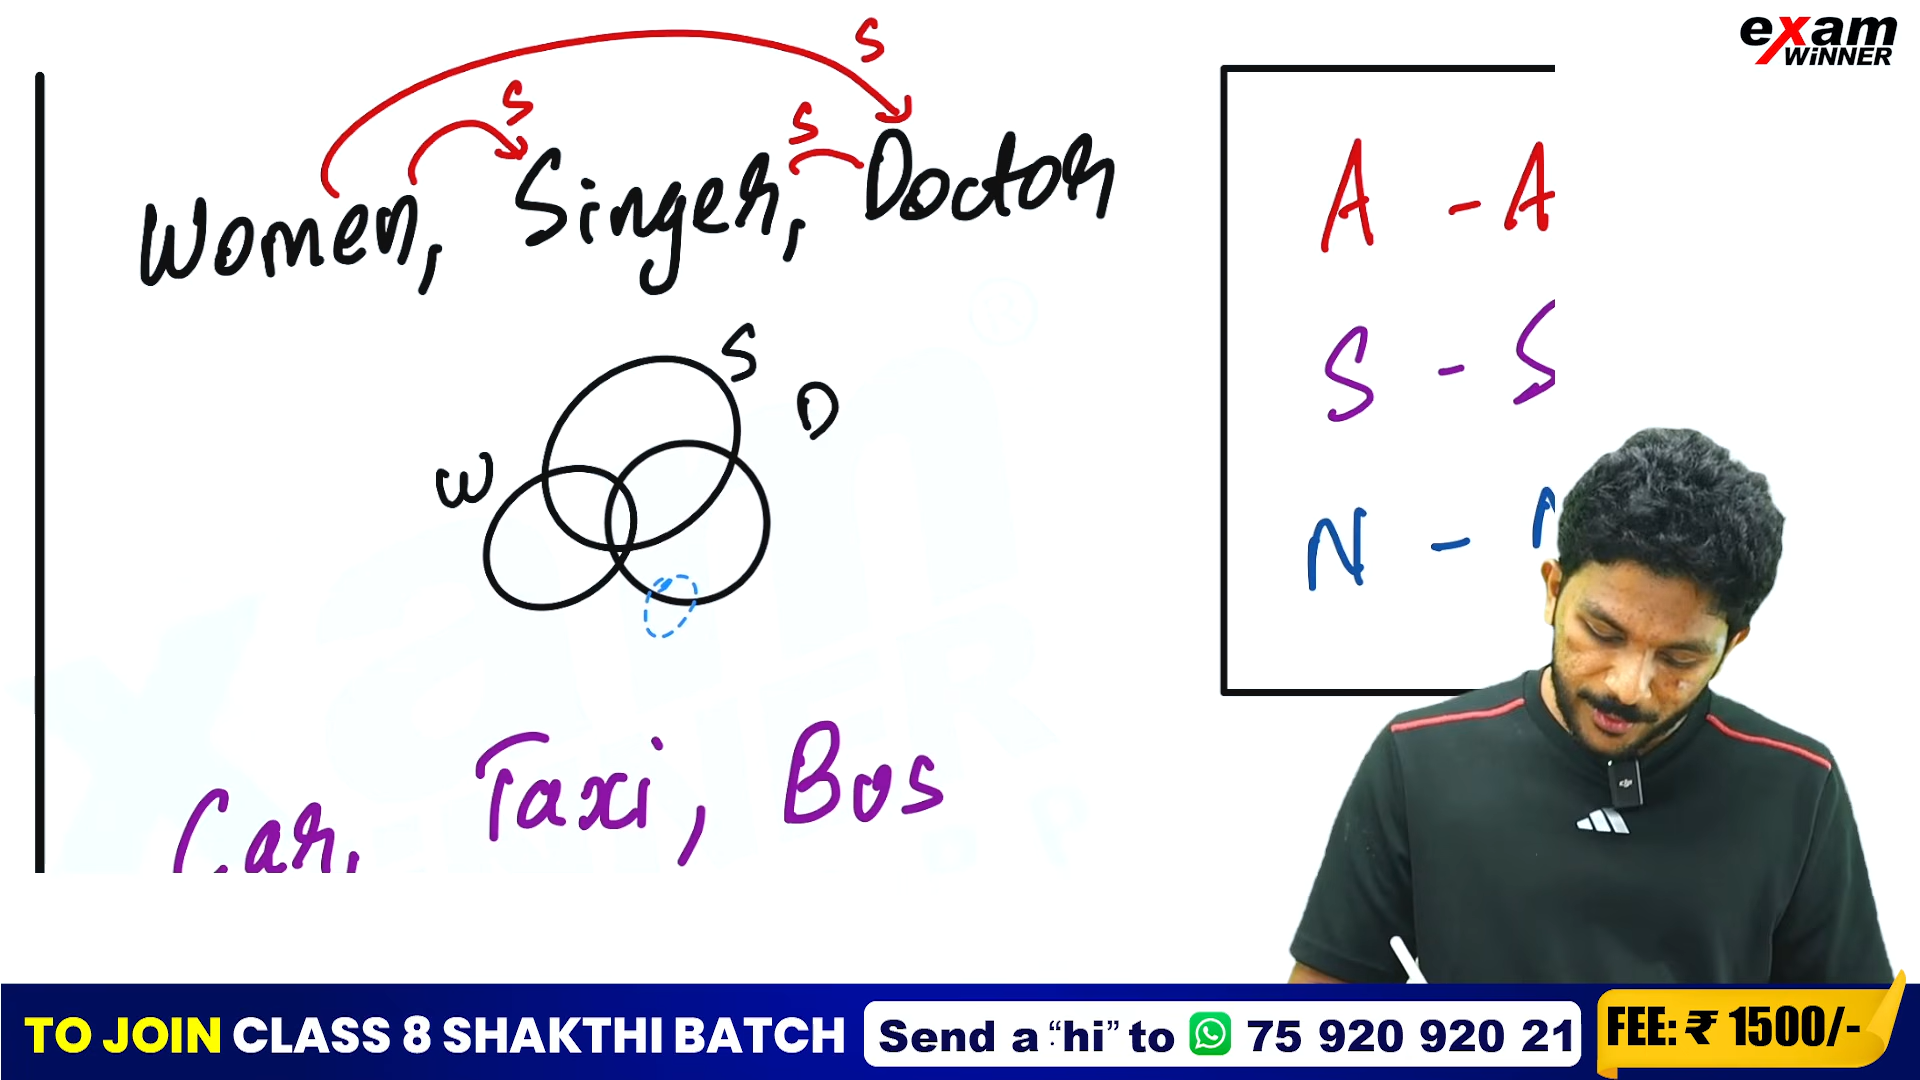 exam
WiNNER
S
S
S
Women, Singer, Doctor
A - A
S
D
S - S
W
N - N
Taxi, Bus
Car,
TO JOIN CLASS 8 SHAKTHI BATCH
Send a “hi” to 75 920 920 21
FEE: ₹ 1500/-